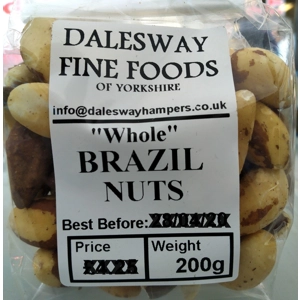 DALESWAY
FINE FOODS
OF YORKSHIRE
info@daleswayhampers.co.uk
"Whole"
BRAZIL
NUTS
Best Before:
Price Weight
200g